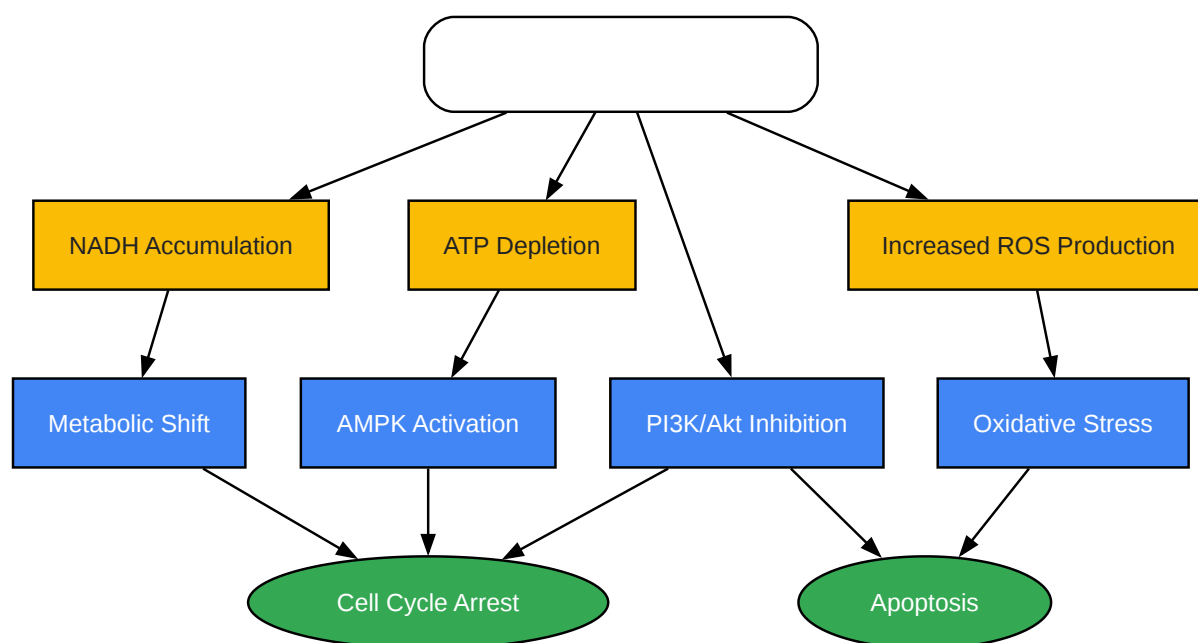 NADH Accumulation
ATP Depletion
Increased ROS Production
Metabolic Shift
AMPK Activation
PI3K/Akt Inhibition
Oxidative Stress
Cell Cycle Arrest
Apoptosis